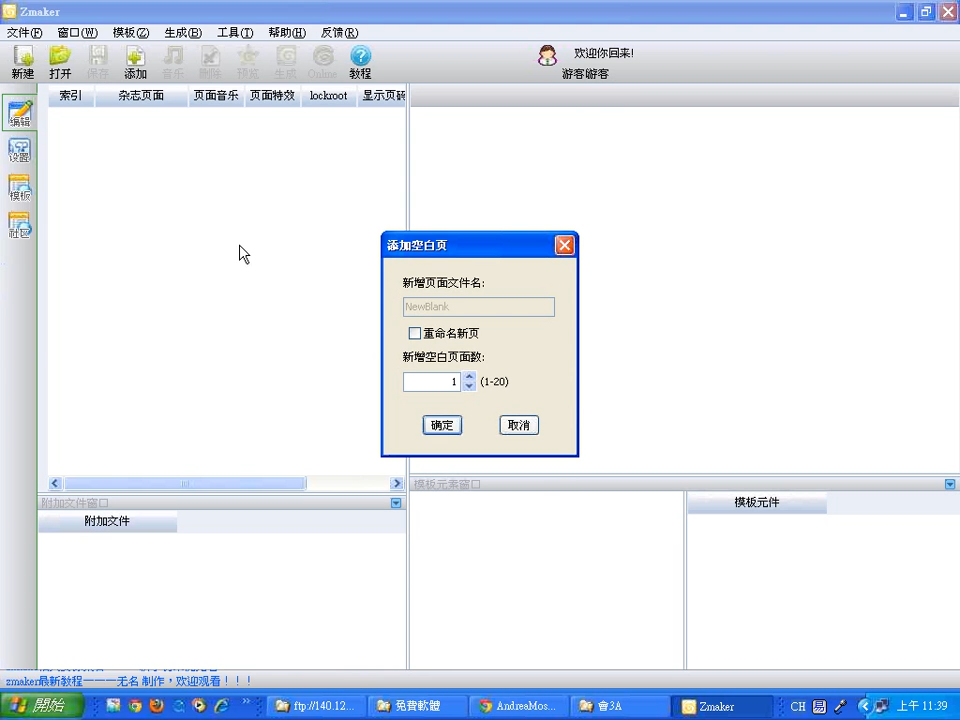 Zmaker
文件(F) 窗口(W) 模板(Z) 生成(B) 工具(T) 帮助(H) 反馈(R)
新建 打开 保存 添加 音乐 删除 预览 生成 Online 教程
欢迎你回来!
游客游客
索引 杂志页面 页面音乐 页面特效 lockroot 显示页码
编辑
设置
模板
社区
添加空白页
新增页面文件名:
NewBlank
重命名新页
新增空白页面数:
1 (1-20)
确定 取消
附加文件窗口
附加文件
模板元素窗口
模板元件
zmaker最新教程一一一无名 制作，欢迎观看！！！
開始 ftp://140.12... 免費軟體 AndreaMos... 會3A Zmaker CH 上午 11:39